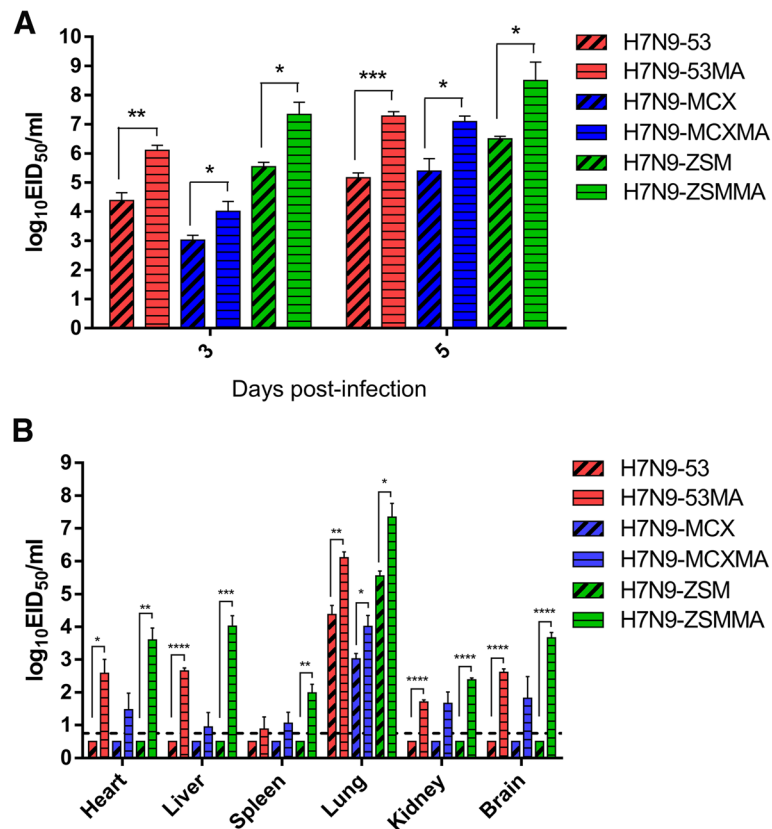 A
10
9
8
7
6
5
4
3
2
1
0
log10EID50/ml
** * * *** * *
3 5
Days post-infection
H7N9-53
H7N9-53MA
H7N9-MCX
H7N9-MCXMA
H7N9-ZSM
H7N9-ZSMMA
B
9
8
7
6
5
4
3
2
1
0
log10EID50/ml
* ** **** *** ** ** * * **** **** **** ****
Heart Liver Spleen Lung Kidney Brain
H7N9-53
H7N9-53MA
H7N9-MCX
H7N9-MCXMA
H7N9-ZSM
H7N9-ZSMMA